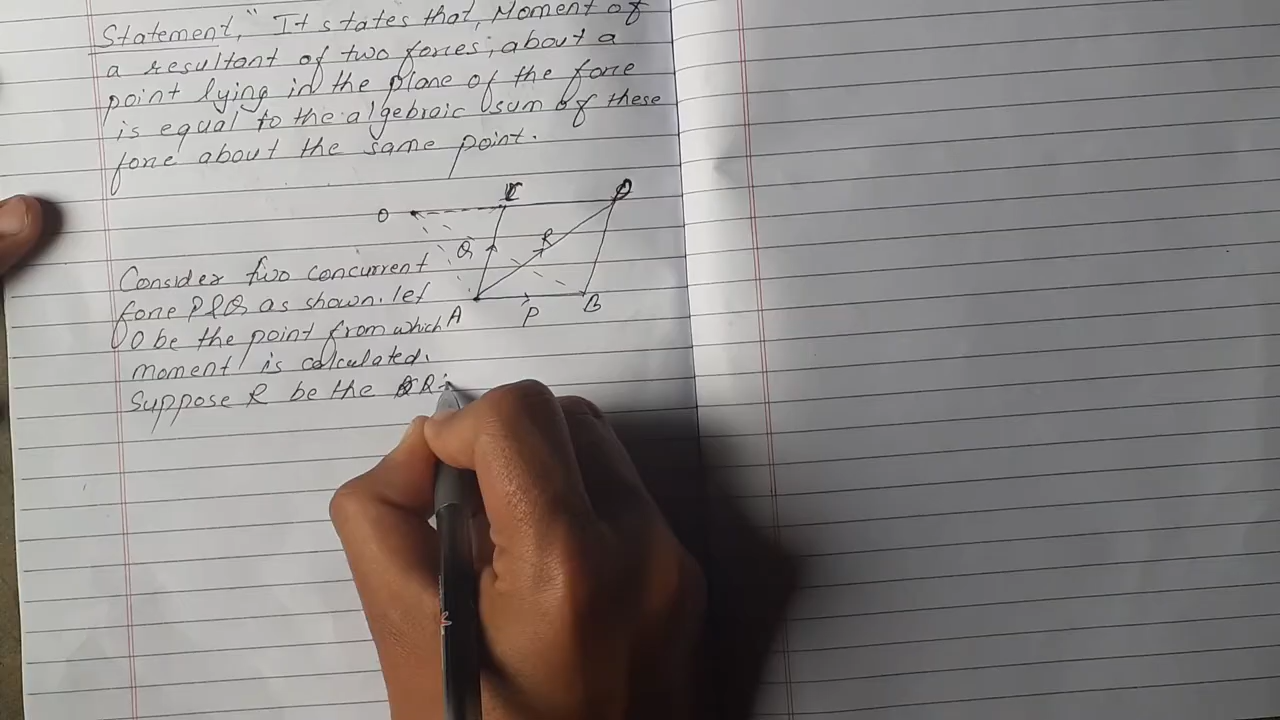 Statement, "It states that, Moment of
a resultant of two forces, about a
point lying in the plane of the force
is equal to the algebraic sum of these
force about the same point.
O
Q
R
A
P
B
Consider two concurrent
force P&Q as shown. let
O be the point from which
moment is calculated.
Suppose R be the